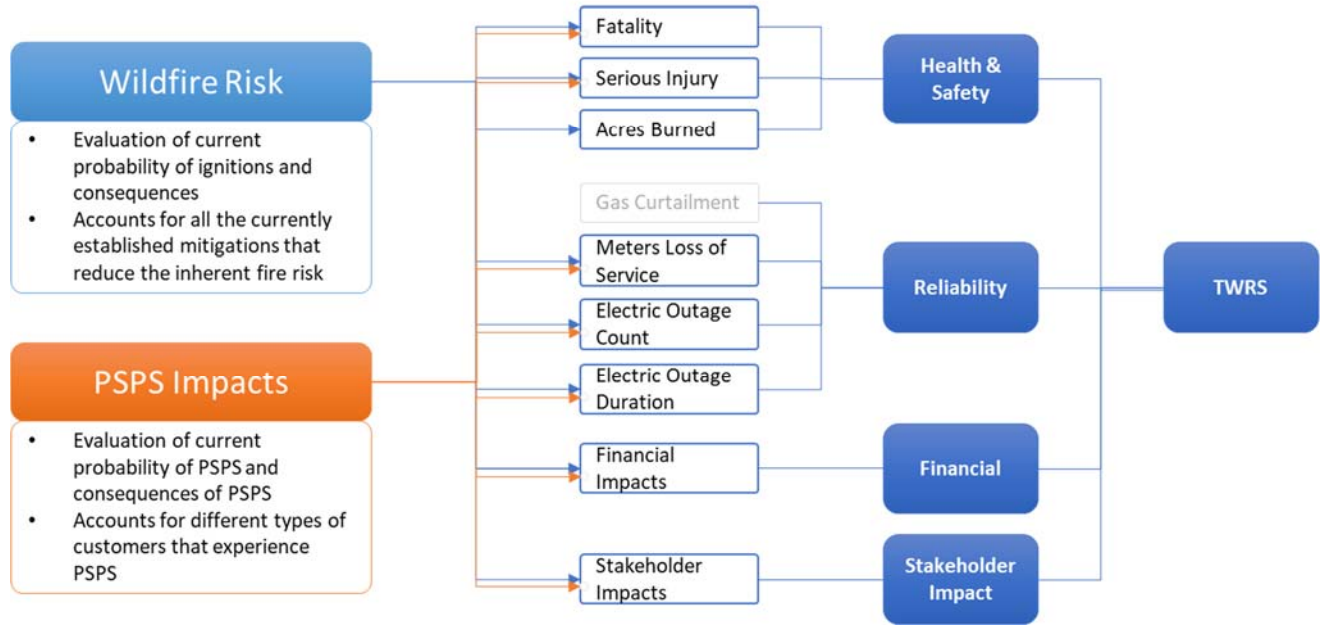 Wildfire Risk
• Evaluation of current
probability of ignitions and
consequences
• Accounts for all the currently
established mitigations that
reduce the inherent fire risk
PSPS Impacts
• Evaluation of current
probability of PSPS and
consequences of PSPS
• Accounts for different types of
customers that experience
PSPS
Fatality
Serious Injury
Acres Burned
Gas Curtailment
Meters Loss of
Service
Electric Outage
Count
Electric Outage
Duration
Financial
Impacts
Stakeholder
Impacts
Health &
Safety
Reliability
Financial
Stakeholder
Impact
TWRS